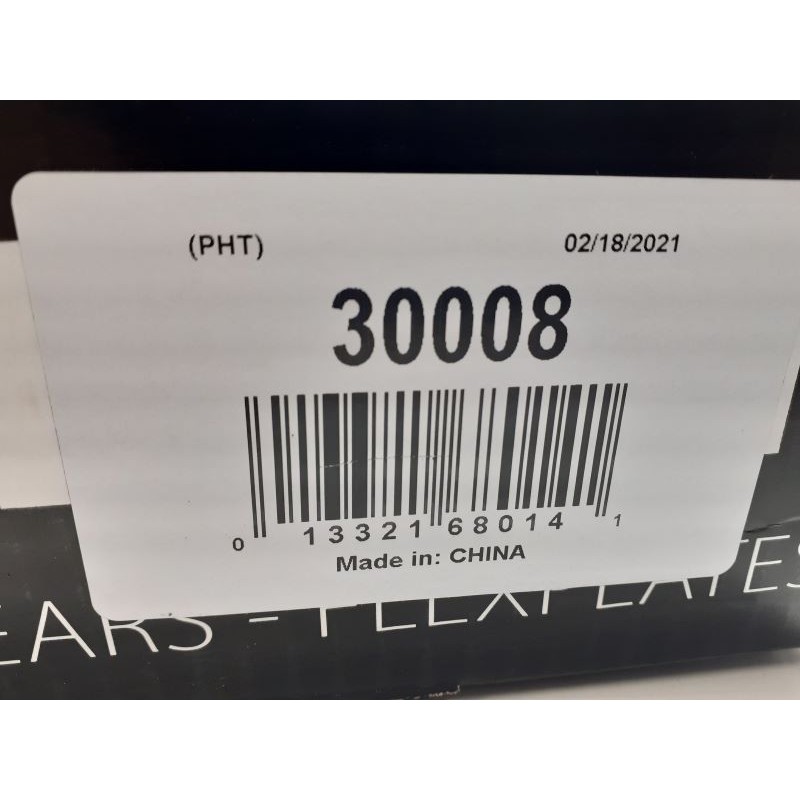 (PHT) 02/18/2021
30008
0 13321 68014 1
Made in: CHINA
EARS - FLEXPLATES